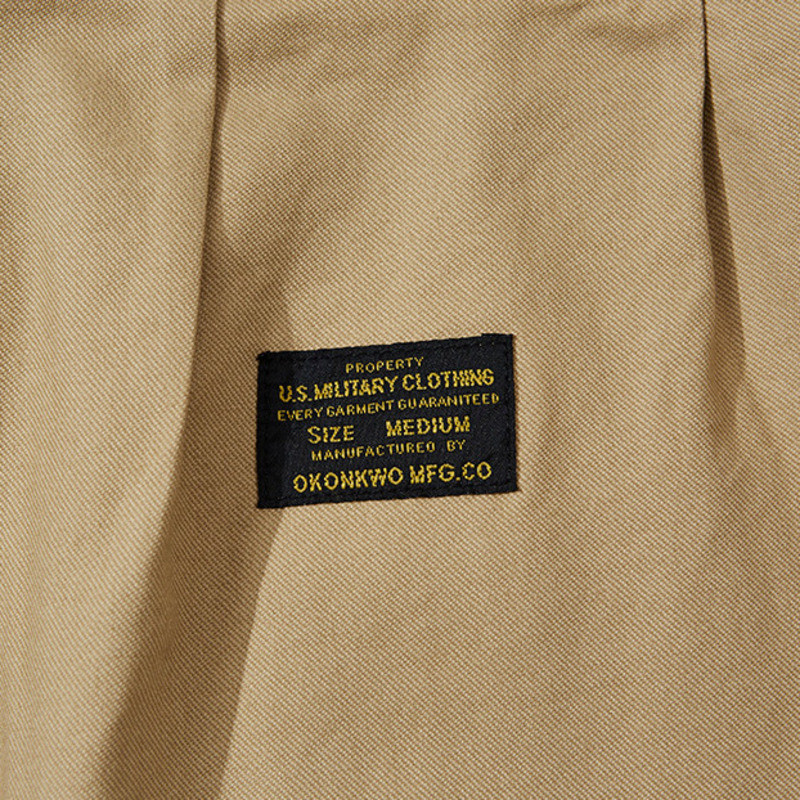 PROPERTY
U.S. MILITARY CLOTHING
EVERY GARMENT GUARANITEED
SIZE MEDIUM
MANUFACTURED BY
OKONKWO MFG.CO